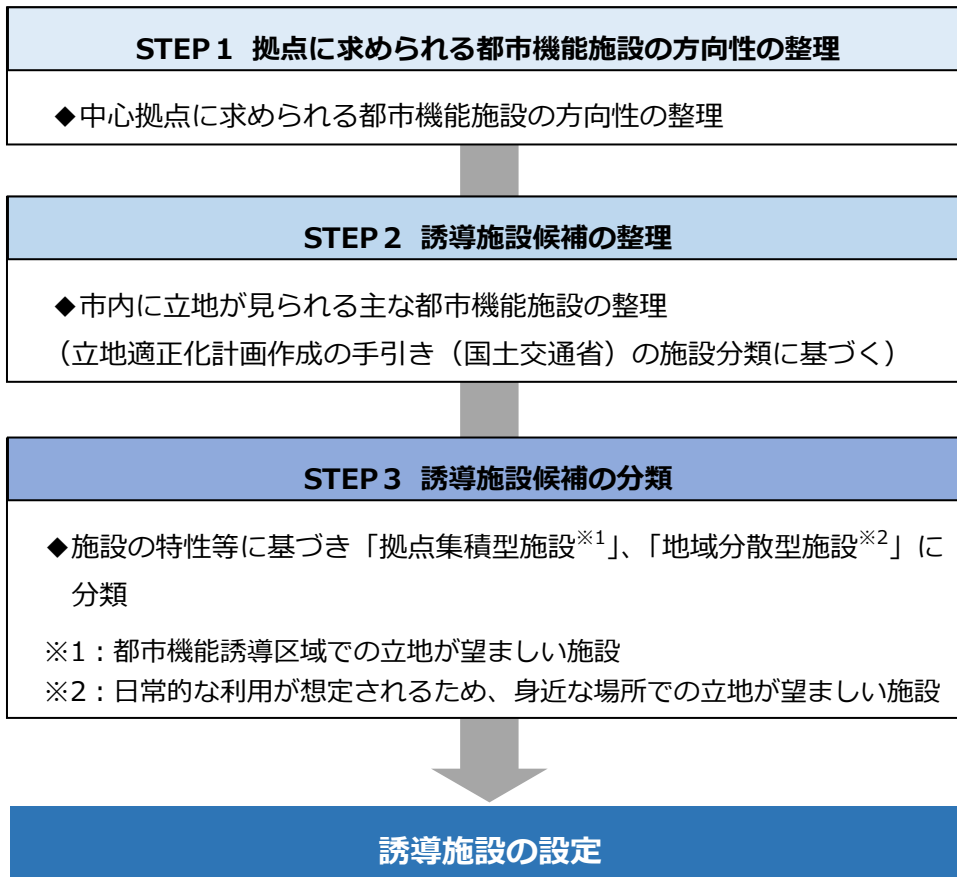 STEP１ 拠点に求められる都市機能施設の方向性の整理
◆中心拠点に求められる都市機能施設の方向性の整理
STEP２ 誘導施設候補の整理
◆市内に立地が見られる主な都市機能施設の整理
（立地適正化計画作成の手引き（国土交通省）の施設分類に基づく）
STEP３ 誘導施設候補の分類
◆施設の特性等に基づき「拠点集積型施設※1」、「地域分散型施設※2」に
分類
※1：都市機能誘導区域での立地が望ましい施設
※2：日常的な利用が想定されるため、身近な場所での立地が望ましい施設
誘導施設の設定